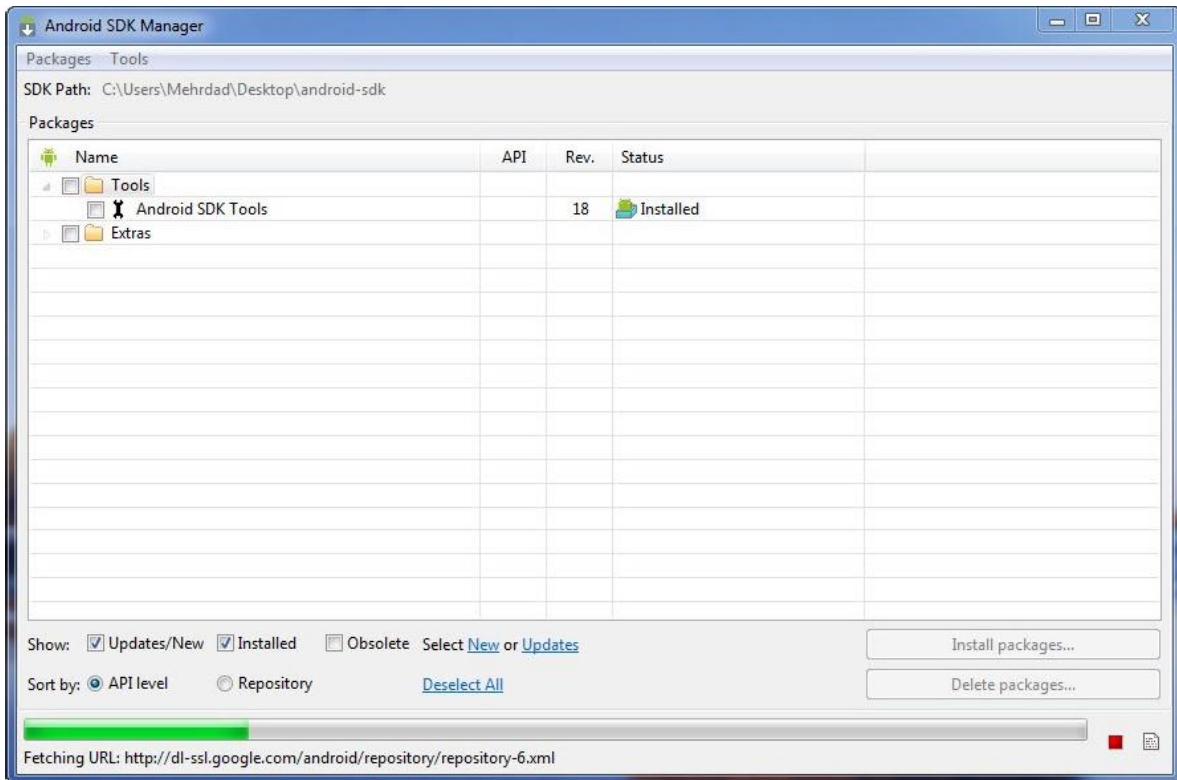 Android SDK Manager
Packages Tools
SDK Path: C:\Users\Mehrdad\Desktop\android-sdk
Packages
Name API Rev. Status
Tools
Android SDK Tools 18 Installed
Extras
Show: Updates/New Installed Obsolete Select New or Updates Install packages...
Sort by: API level Repository Deselect All Delete packages...
Fetching URL: http://dl-ssl.google.com/android/repository/repository-6.xml